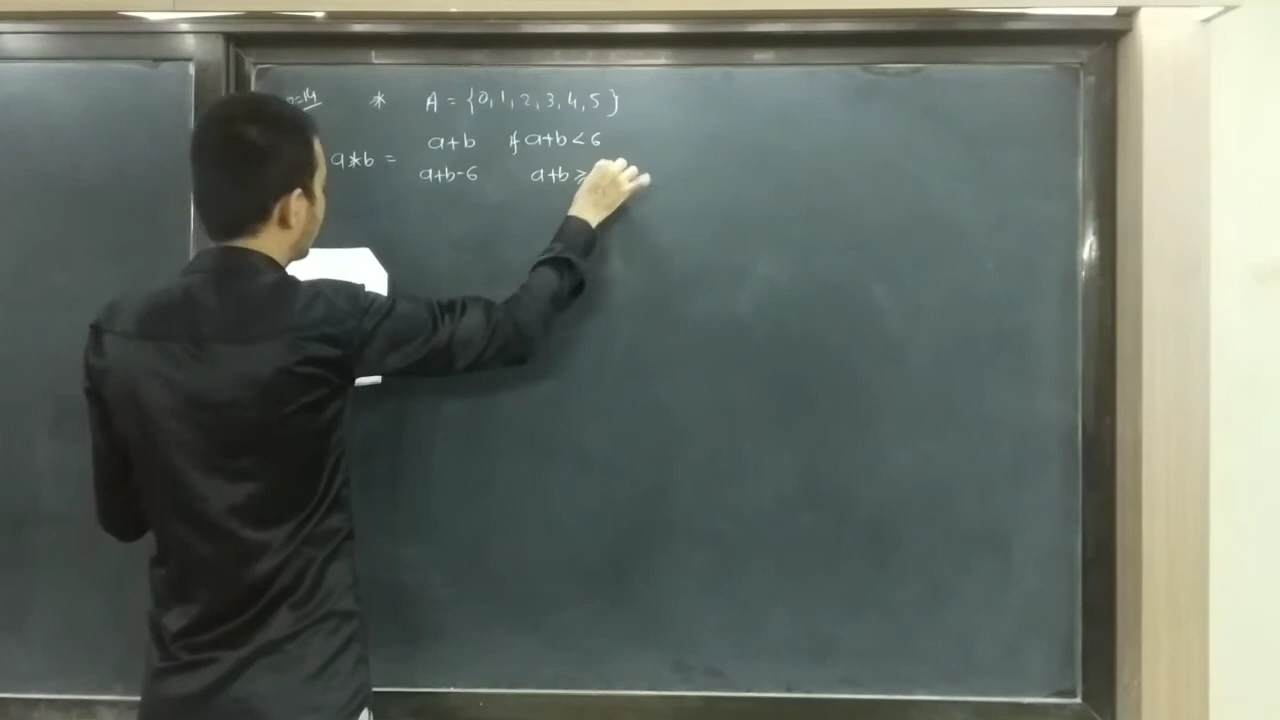 * A = {0, 1, 2, 3, 4, 5}
a+b if a+b < 6
a*b =
a+b-6 a+b ≥